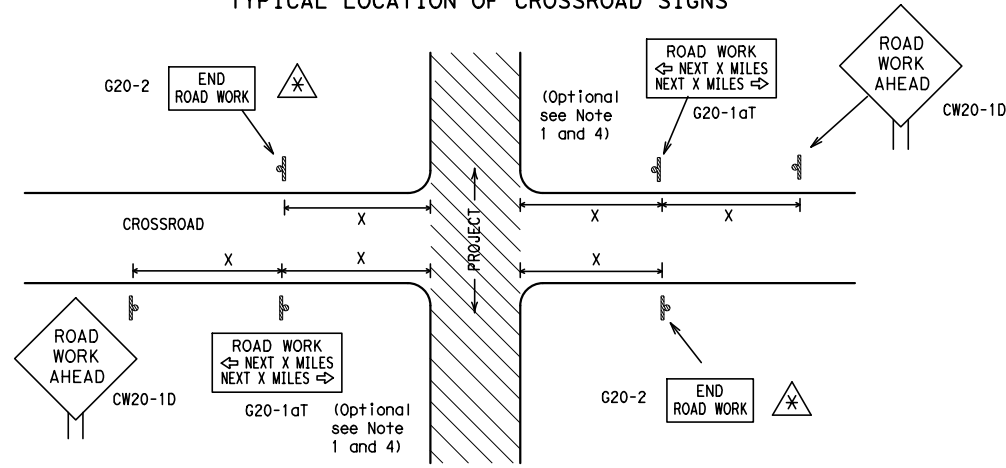 TYPICAL LOCATION OF CROSSROAD SIGNS
G20-2
END
ROAD WORK
(Optional
see Note
1 and 4)
ROAD WORK
⇦ NEXT X MILES
NEXT X MILES ⇨
G20-1aT
ROAD
WORK
AHEAD
CW20-1D
X
X
X
CROSSROAD
PROJECT
X
X
X
ROAD
WORK
AHEAD
CW20-1D
ROAD WORK
⇦ NEXT X MILES
NEXT X MILES ⇨
G20-1aT
(Optional
see Note
1 and 4)
G20-2
END
ROAD WORK